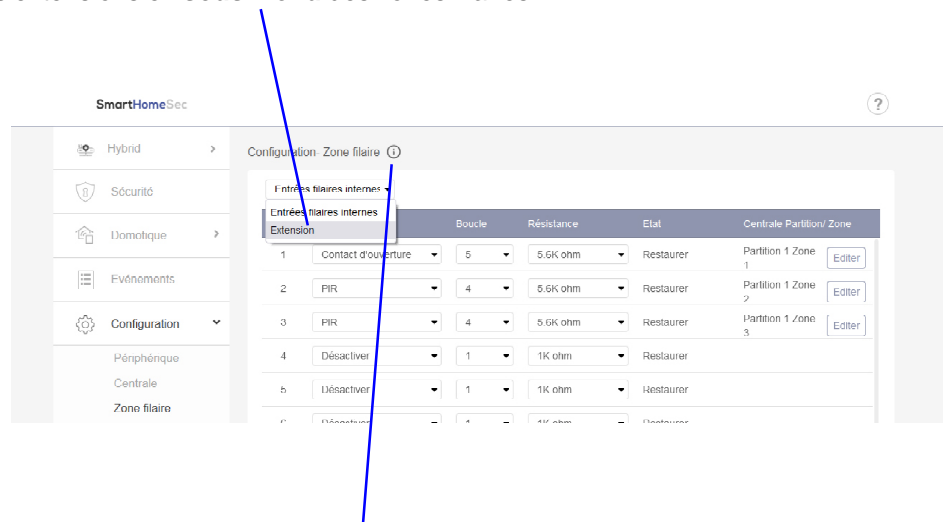 SmartHomeSec
?
Hybrid
Sécurité
Domotique
Evénements
Configuration
Périphérique
Centrale
Zone filaire
Configuration- Zone filaire
Entrées filaires internes
Entrées filaires internes
Extension
Boucle Résistance Etat Centrale Partition/ Zone
1 Contact d'ouverture 5 5.6K ohm Restaurer Partition 1 Zone 1 Editer
2 PIR 4 5.6K ohm Restaurer Partition 1 Zone 2 Editer
3 PIR 4 5.6K ohm Restaurer Partition 1 Zone 3 Editer
4 Désactiver 1 1K ohm Restaurer
5 Désactiver 1 1K ohm Restaurer